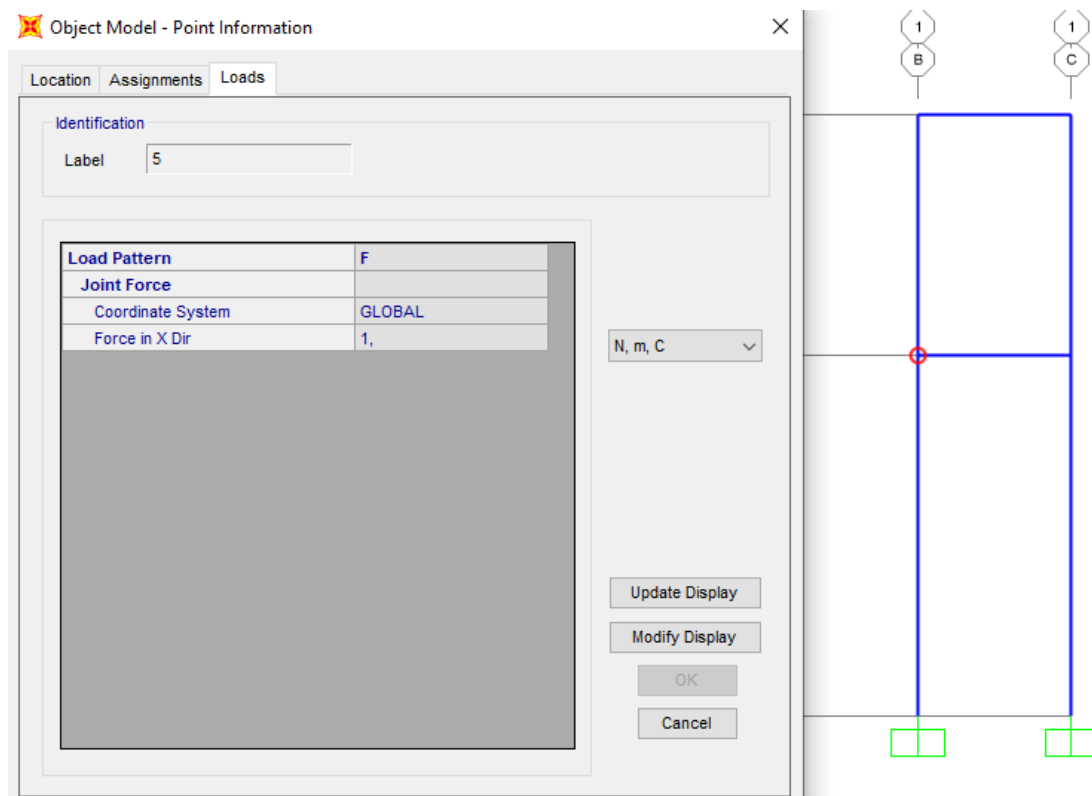 Object Model - Point Information
Location Assignments Loads
Identification
Label 5
Load Pattern F
Joint Force
Coordinate System GLOBAL
Force in X Dir 1,
N, m, C
Update Display
Modify Display
OK
Cancel
1 1
B C